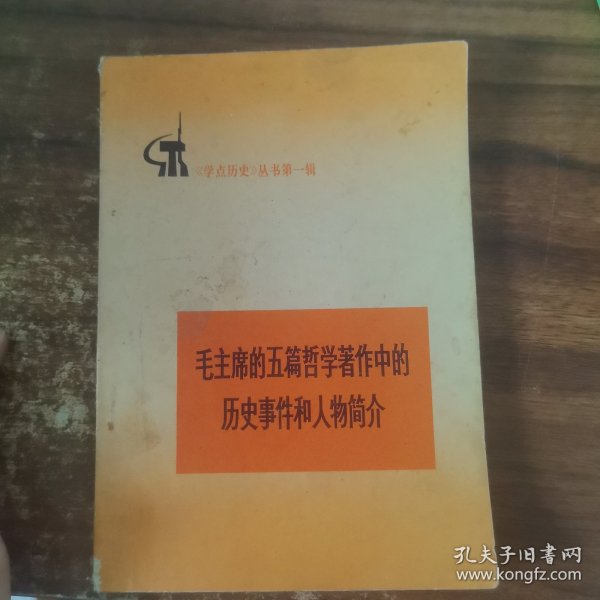 《学点历史》丛书第一辑
毛主席的五篇哲学著作中的
历史事件和人物简介
孔夫子旧书网
www.kongfz.com